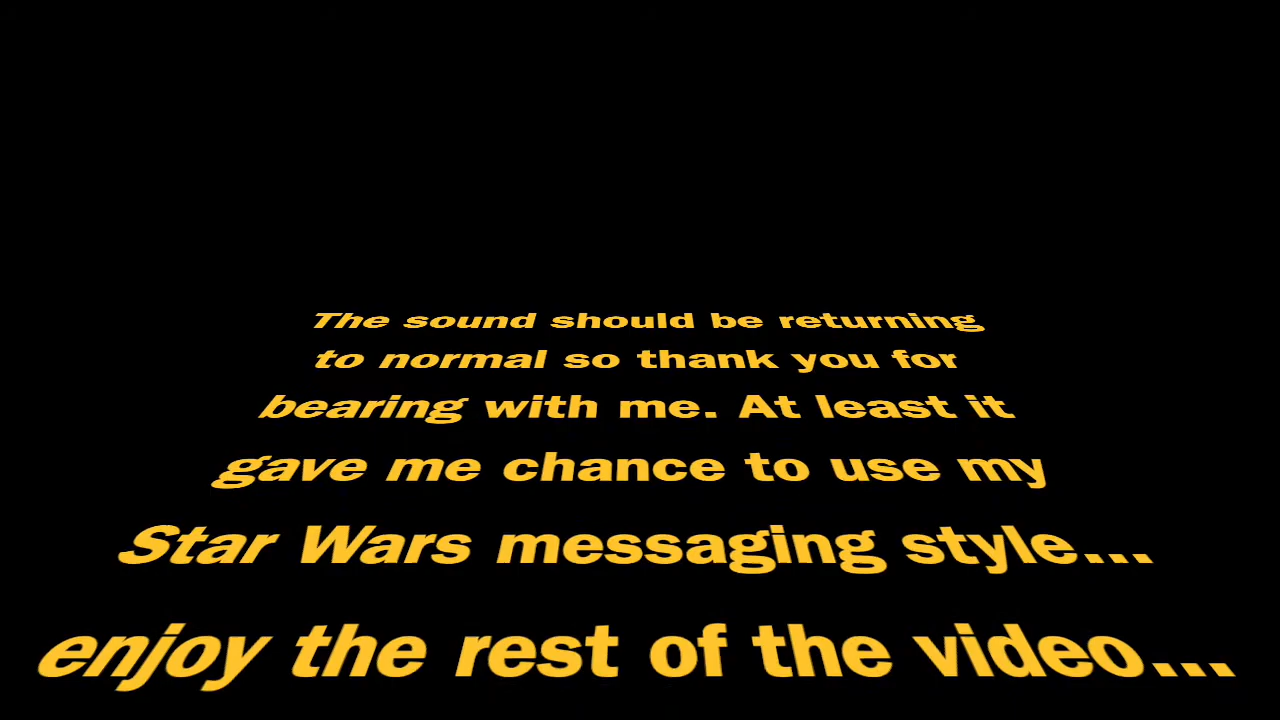 The sound should be returning
to normal so thank you for
bearing with me. At least it
gave me chance to use my
Star Wars messaging style...
enjoy the rest of the video...